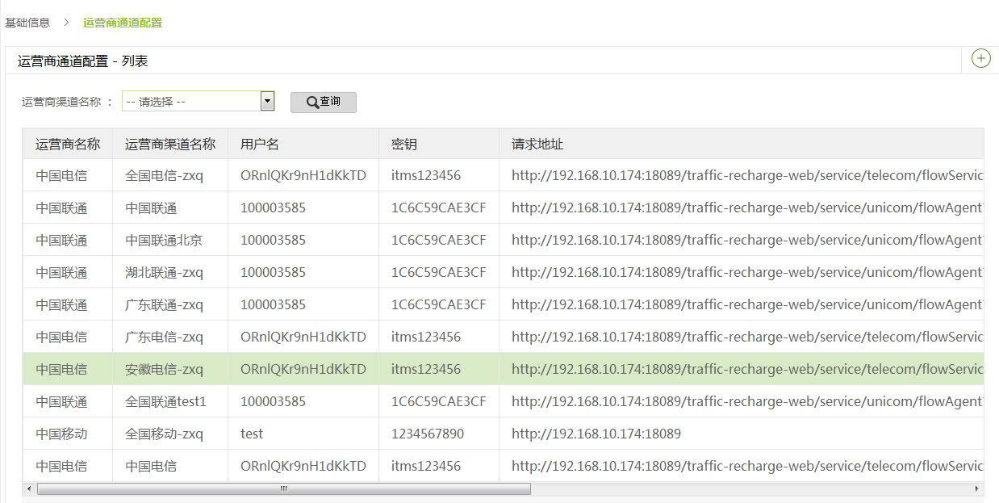 基础信息 > 运营商通道配置
运营商通道配置 - 列表
运营商渠道名称 ： -- 请选择 -- 查询
运营商名称 运营商渠道名称 用户名 密钥 请求地址
中国电信 全国电信-zxq ORnlQKr9nH1dKkTD itms123456 http://192.168.10.174:18089/traffic-recharge-web/service/telecom/flowServic
中国联通 中国联通 100003585 1C6C59CAE3CF http://192.168.10.174:18089/traffic-recharge-web/service/unicom/flowAgent
中国联通 中国联通北京 100003585 1C6C59CAE3CF http://192.168.10.174:18089/traffic-recharge-web/service/unicom/flowAgent
中国联通 湖北联通-zxq 100003585 1C6C59CAE3CF http://192.168.10.174:18089/traffic-recharge-web/service/unicom/flowAgent
中国联通 广东联通-zxq 100003585 1C6C59CAE3CF http://192.168.10.174:18089/traffic-recharge-web/service/unicom/flowAgent
中国电信 广东电信-zxq ORnlQKr9nH1dKkTD itms123456 http://192.168.10.174:18089/traffic-recharge-web/service/telecom/flowServic
中国电信 安徽电信-zxq ORnlQKr9nH1dKkTD itms123456 http://192.168.10.174:18089/traffic-recharge-web/service/telecom/flowServic
中国联通 全国联通test1 100003585 1C6C59CAE3CF http://192.168.10.174:18089/traffic-recharge-web/service/unicom/flowAgent
中国移动 全国移动-zxq test 1234567890 http://192.168.10.174:18089
中国电信 中国电信 ORnlQKr9nH1dKkTD itms123456 http://192.168.10.174:18089/traffic-recharge-web/service/telecom/flowServic